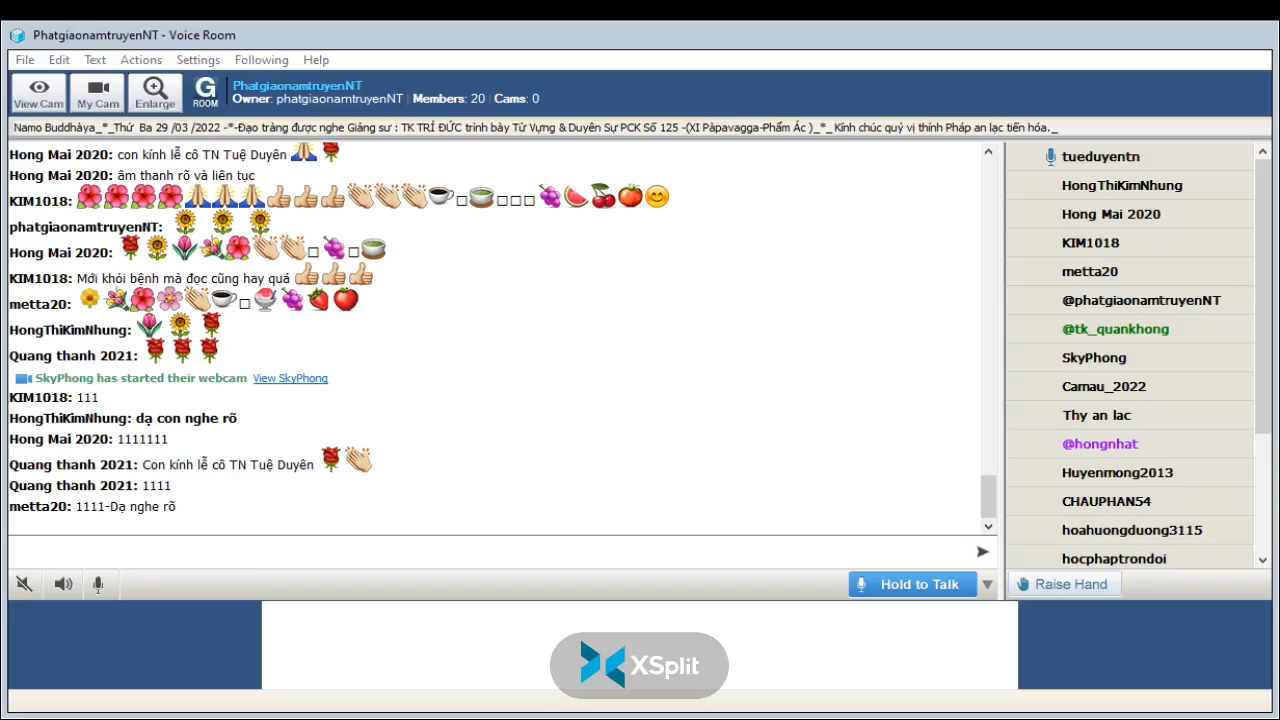 PhatgiaonamtruyenNT - Voice Room
File Edit Text Actions Settings Following Help
View Cam My Cam Enlarge G ROOM
PhatgiaonamtruyenNT
Owner: phatgiaonamtruyenNT | Members: 20 | Cams: 0
Namo Buddhàya_*_Thứ Ba 29 /03 /2022 -*-Đạo tràng được nghe Giảng sư : TK TRÍ ĐỨC trình bày Từ Vựng & Duyên Sự PCK Số 125 -(XI Pàpavagga-Phẩm Ác )_*_ Kính chúc quý vị thính Pháp an lạc tiến hóa._
Hong Mai 2020: con kính lễ cô TN Tuệ Duyên
Hong Mai 2020: âm thanh rõ và liên tục
KIM1018:
phatgiaonamtruyenNT:
Hong Mai 2020:
KIM1018: Mới khỏi bệnh mà đọc cũng hay quá
metta20:
HongThiKimNhung:
Quang thanh 2021:
SkyPhong has started their webcam View SkyPhong
KIM1018: 111
HongThiKimNhung: dạ con nghe rõ
Hong Mai 2020: 1111111
Quang thanh 2021: Con kính lễ cô TN Tuệ Duyên
Quang thanh 2021: 1111
metta20: 1111-Dạ nghe rõ
tueduyentn
HongThiKimNhung
Hong Mai 2020
KIM1018
metta20
@phatgiaonamtruyenNT
@tk_quankhong
SkyPhong
Camau_2022
Thy an lac
@hongnhat
Huyenmong2013
CHAUPHAN54
hoahuongduong3115
hocphaptrondoi
Hold to Talk
Raise Hand
XSplit